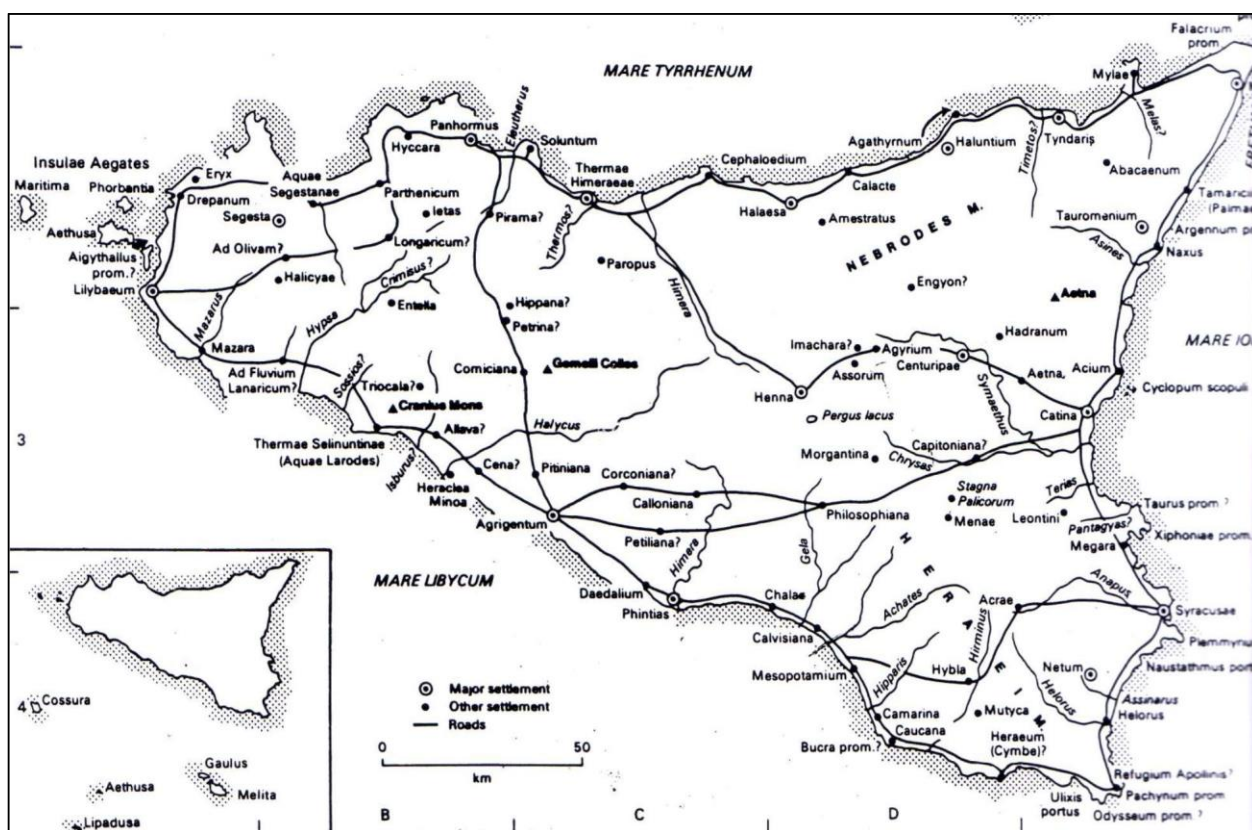 Falacrium
prom.
MARE TYRRHENUM
Mylae
Melas?
Eleutherus
Panhormus
Soluntum
Hyccara
Agathyrnum
Haluntium
Timetos?
Tyndaris
Abacaenum
Insulae Aegates
Maritima
Phorbantia
Eryx
Drepanum
Aquae
Segestanae
Parthenicum
Segesta
Ietas
Thermae
Himeraeae
Cephaloedium
Calacte
Halaesa
Amestratus
Pirama?
Thermos?
Tauromenium
Aethusa
Aigythallus
prom.?
Lilybaeum
Ad Olivam?
Longaricum?
Halicyae
Crimisus?
Entella
Paropus
Himera
NEBRODES M.
Asines
Naxus
Engyon?
Aetna
Mazarus
Hypsa
Hippana?
Petrina?
Mazara
Ad Fluvium
Lanaricum?
Sossios?
Triocala?
Cranius Mons
Comiciana
Gemelli Colles
Imachara?
Agyrium
Assorum
Centuripae
Hadranum
Aetna,
Acium
Symaethus
MARE IO
Cyclopum scopuli
Henna
Pergus lacus
Catina
3
Thermae Selinuntinae
(Aquae Larodes)
Allava?
Isburus?
Halycus
Heraclea
Minoa
Cena?
Pitiniana
Corconiana?
Calloniana
Morgantina
Chrysas
Capitoniana?
Stagna
Palicorum
Menae
Terias
Leontini
Taurus prom.?
Pantagyas?
Xiphoniae prom.
Megara
Agrigentum
Petiliana?
Philosophiana
MARE LIBYCUM
Daedalium
Phintias
Himera
Gela
Chalae
Calvisiana
HERAEI M.
Achates
Acrae
Anapus
Syracusae
Mesopotamium
Hipparis
Hirminus
Hybla
Netum
Helorus
Assinarus
Helorus
Camarina
Caucana
Mutyca
Bucra prom.?
Heraeum
(Cymbe)?
Refugium Apollinis?
Pachynum prom
Ulixis
portus
Odysseum prom.?
4
Cossura
Gaulus
Melita
Aethusa
Lipadusa
Major settlement
Other settlement
Roads
0 50
km
B C D